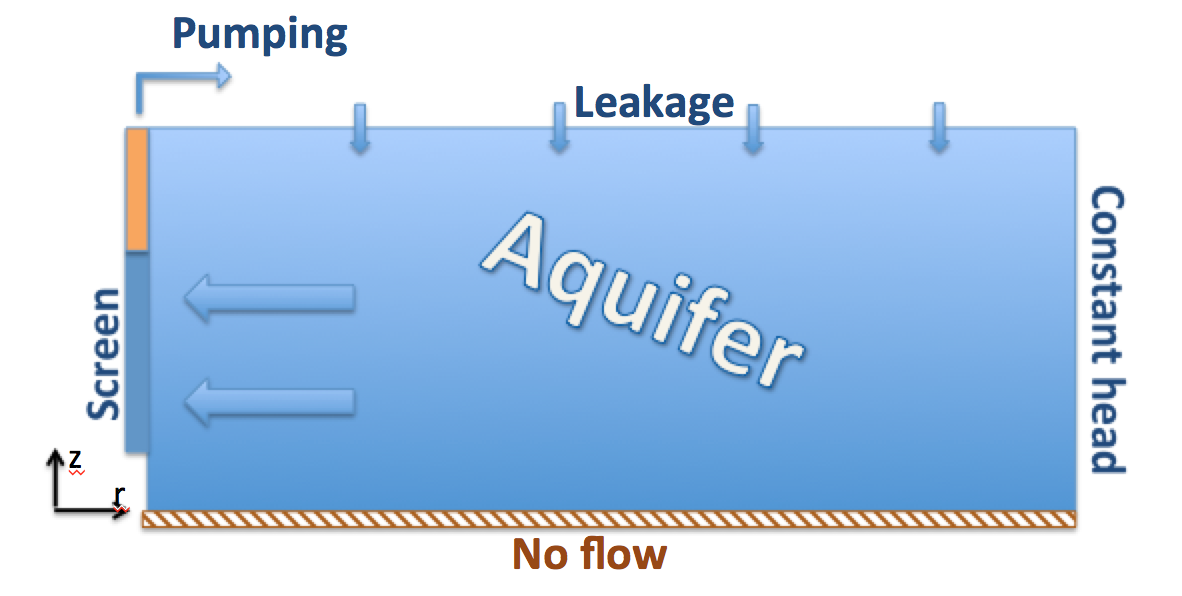 Pumping
Leakage
Aquifer
Constant head
Screen
z
r
No flow